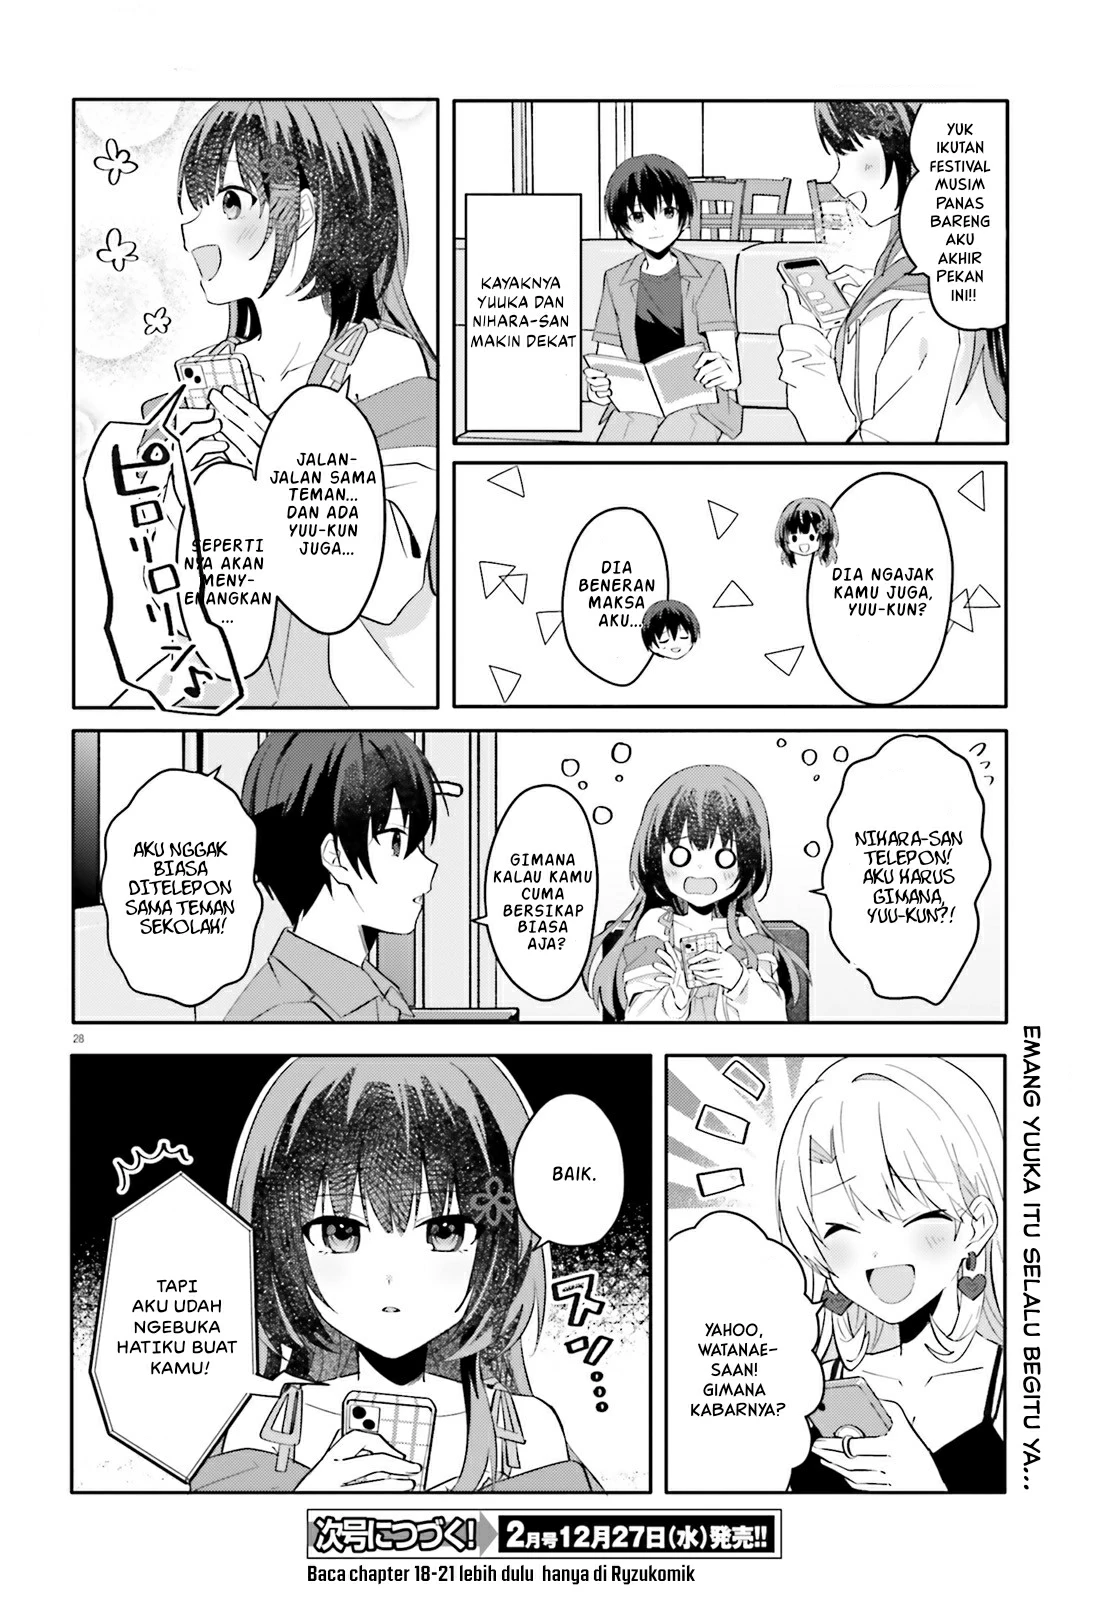 YUK
IKUTAN
FESTIVAL
MUSIM
PANAS
BARENG
AKU
AKHIR
PEKAN
INI!!
KAYAKNYA
YUUKA DAN
NIHARA-SAN
MAKIN DEKAT
DIA NGAJAK
KAMU JUGA,
YUU-KUN?
DIA
BENERAN
MAKSA
AKU...
JALAN-
JALAN SAMA
TEMAN...
DAN ADA
YUU-KUN
JUGA...
SEPERTI
NYA AKAN
MENY-
ENANGKAN
...
ピロリロリン♪
NIHARA-SAN
TELEPON!
AKU HARUS
GIMANA,
YUU-KUN?!
GIMANA
KALAU KAMU
CUMA
BERSIKAP
BIASA
AJA?
AKU NGGAK
BIASA
DITELEPON
SAMA TEMAN
SEKOLAH!
28
YAHOO,
WATANAE-
SAAN!
GIMANA
KABARNYA?
BAIK.
スン・・・・
TAPI
AKU UDAH
NGEBUKA
HATIKU BUAT
KAMU!
EMANG YUUKA ITU SELALU BEGITU YA...
次号につづく! 2月号12月27日(水)発売!!
Baca chapter 18-21 lebih dulu hanya di Ryzukomik